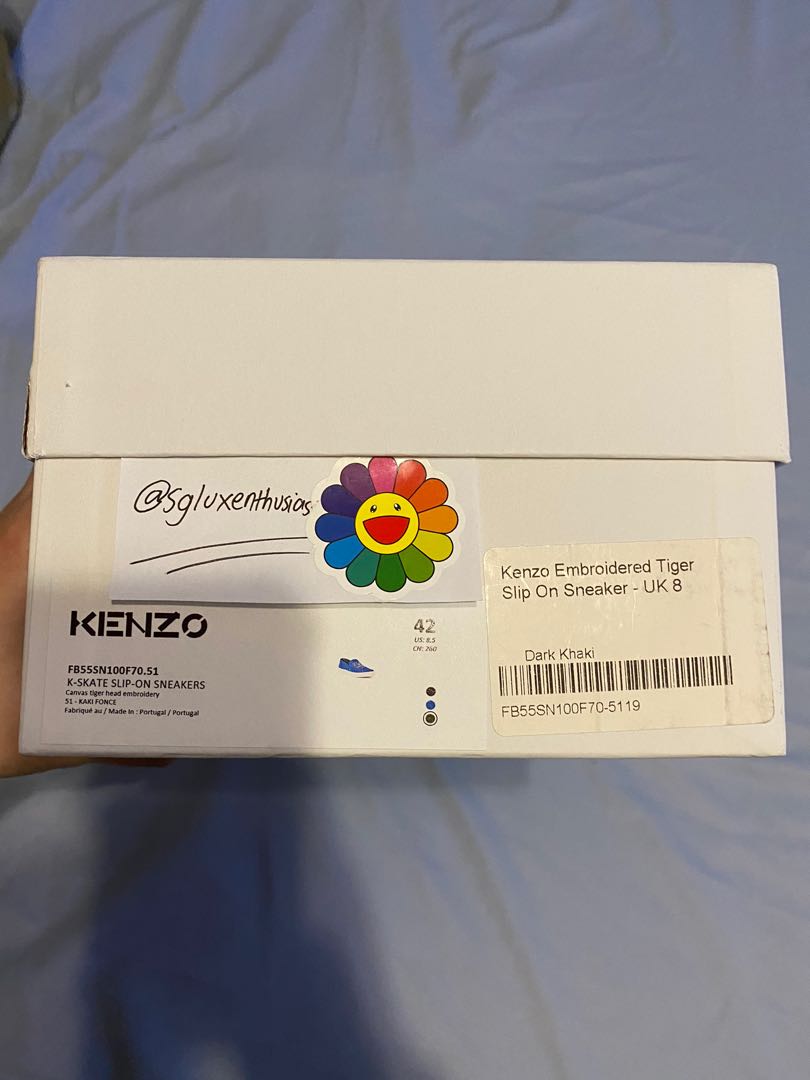 @sgluxenthusias
KENZO
FB55SN100F70.51
K-SKATE SLIP-ON SNEAKERS
Canvas tiger head embroidery
51 - KAKI FONCE
Fabriqué au / Made In : Portugal / Portugal
42
US: 8.5
CN: 260
Kenzo Embroidered Tiger
Slip On Sneaker - UK 8
Dark Khaki
FB55SN100F70-5119